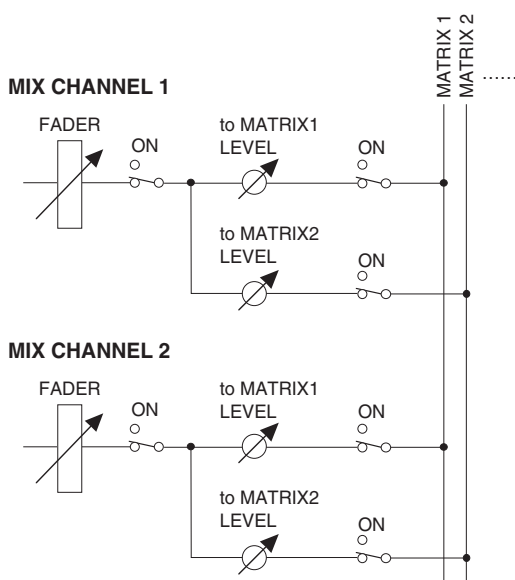 MATRIX 1
MATRIX 2
........
MIX CHANNEL 1
FADER
ON
to MATRIX1
LEVEL
ON
to MATRIX2
LEVEL
ON
MIX CHANNEL 2
FADER
ON
to MATRIX1
LEVEL
ON
to MATRIX2
LEVEL
ON